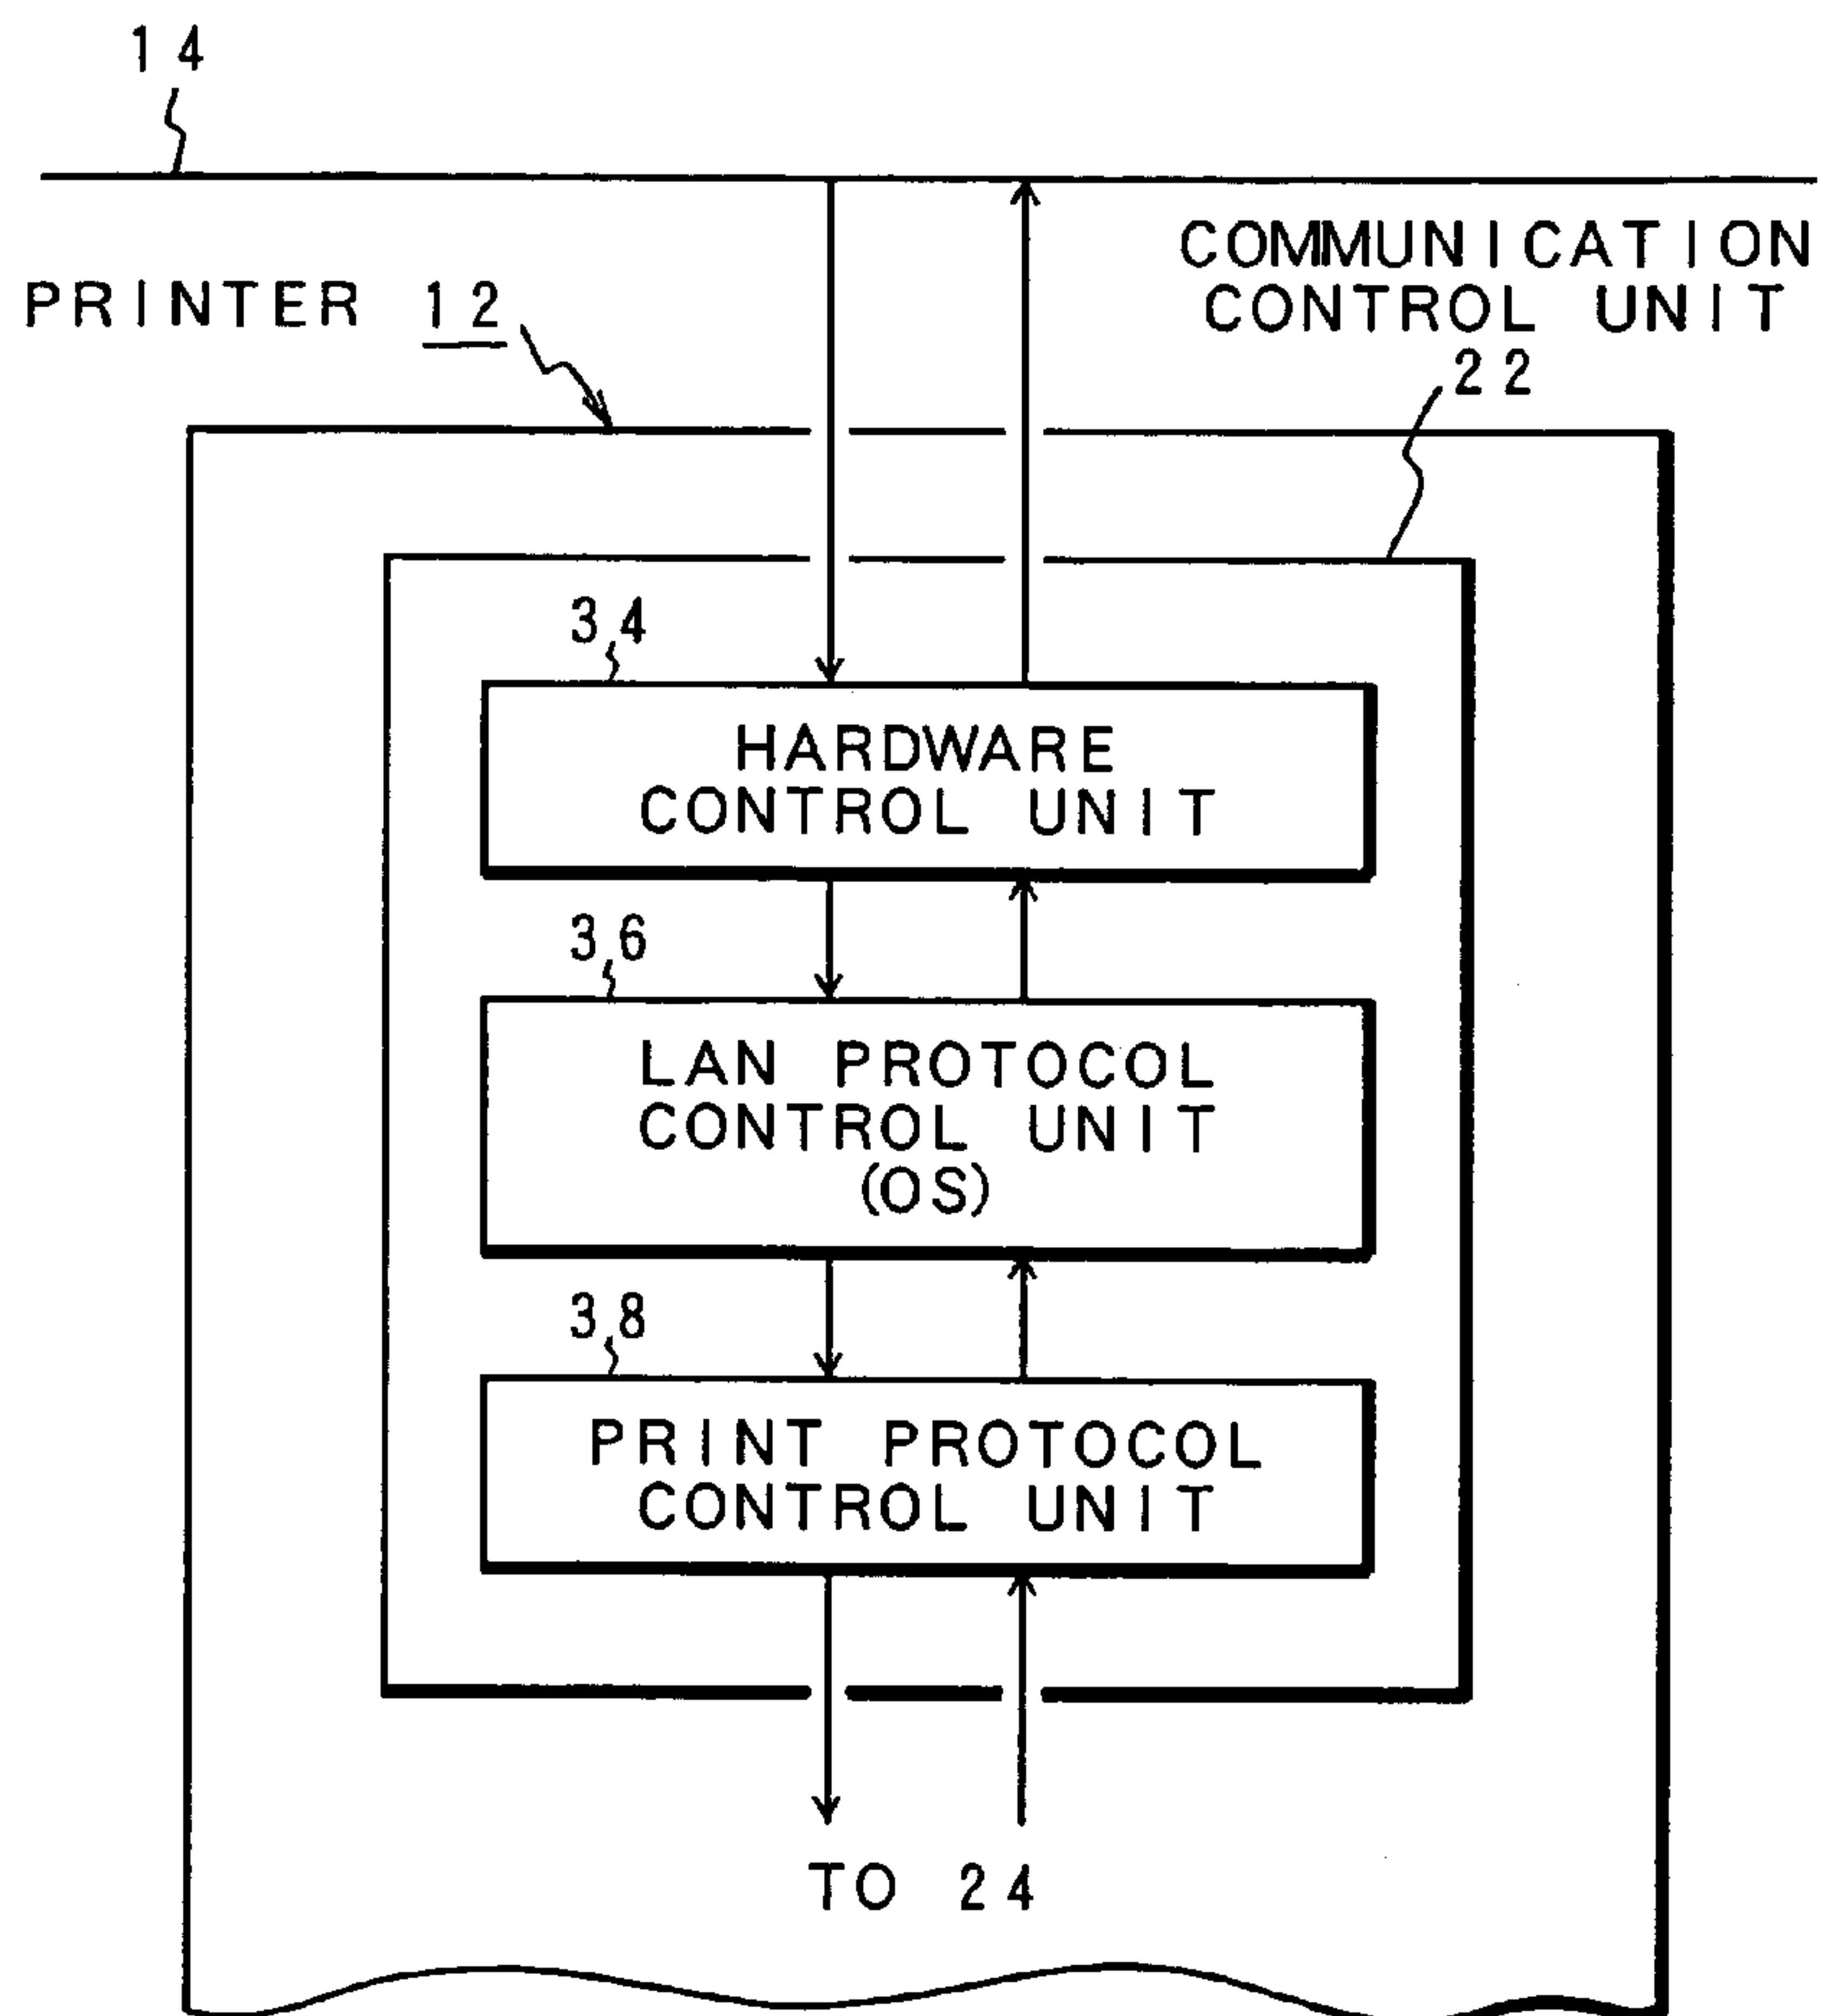 14
COMMUNICATION
CONTROL UNIT
22
PRINTER 12
34
HARDWARE
CONTROL UNIT
36
LAN PROTOCOL
CONTROL UNIT
(OS)
38
PRINT PROTOCOL
CONTROL UNIT
TO 24